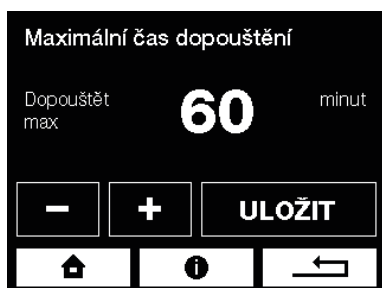 Maximální čas dopouštění
Dopouštět
max
60
minut
− + ULOŽIT